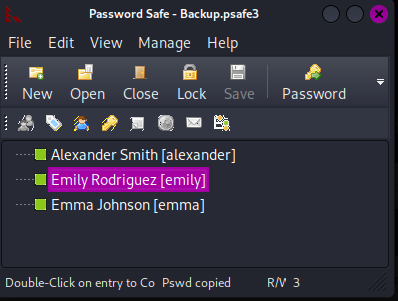 Password Safe - Backup.psafe3
File Edit View Manage Help
New Open Close Lock Save Password
Alexander Smith [alexander]
Emily Rodriguez [emily]
Emma Johnson [emma]
Double-Click on entry to Co Pswd copied R/W 3